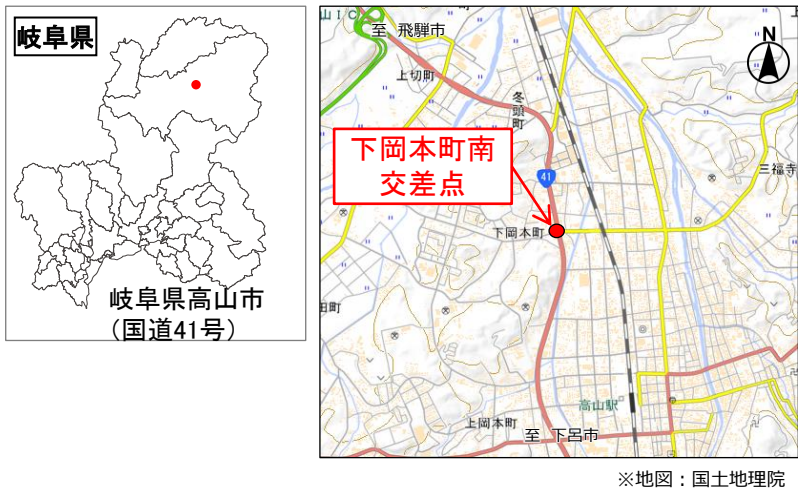 岐阜県
岐阜県高山市
(国道41号)
山IC
至 飛騨市
上切町
冬頭町
N
下岡本町南
交差点
41
三福寺
下岡本町
田町
高山駅
上岡本町
至 下呂市
※地図：国土地理院